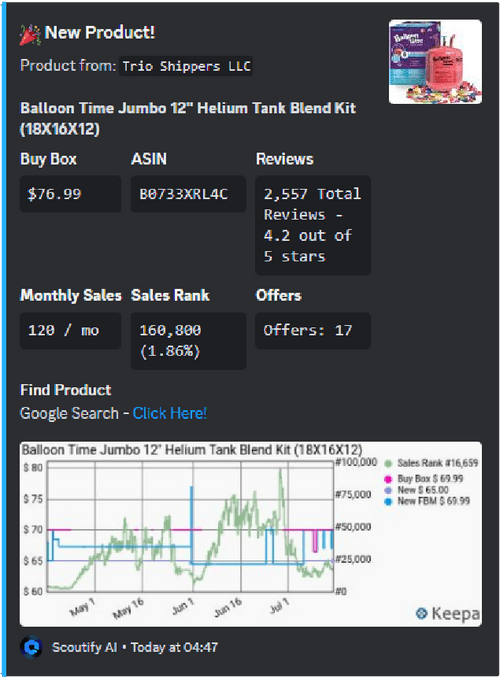 🎉 New Product!
Product from: Trio Shippers LLC
Balloon Time Jumbo 12" Helium Tank Blend Kit
(18X16X12)
Buy Box
ASIN
Reviews
$76.99
B0733XRL4C
2,557 Total
Reviews -
4.2 out of
5 stars
Monthly Sales
Sales Rank
Offers
120 / mo
160,800
(1.86%)
Offers: 17
Find Product
Google Search - Click Here!
Balloon Time Jumbo 12" Helium Tank Blend Kit (18X16X12)
$ 80
$ 75
$ 70
$ 65
$ 60
#100,000
#75,000
#50,000
#25,000
#0
May 1
May 16
Jun 1
Jun 16
Jul 1
Sales Rank #16,659
Buy Box $ 69.99
New $ 65.00
New FBM $ 69.99
Keepa
Scoutify AI • Today at 04:47